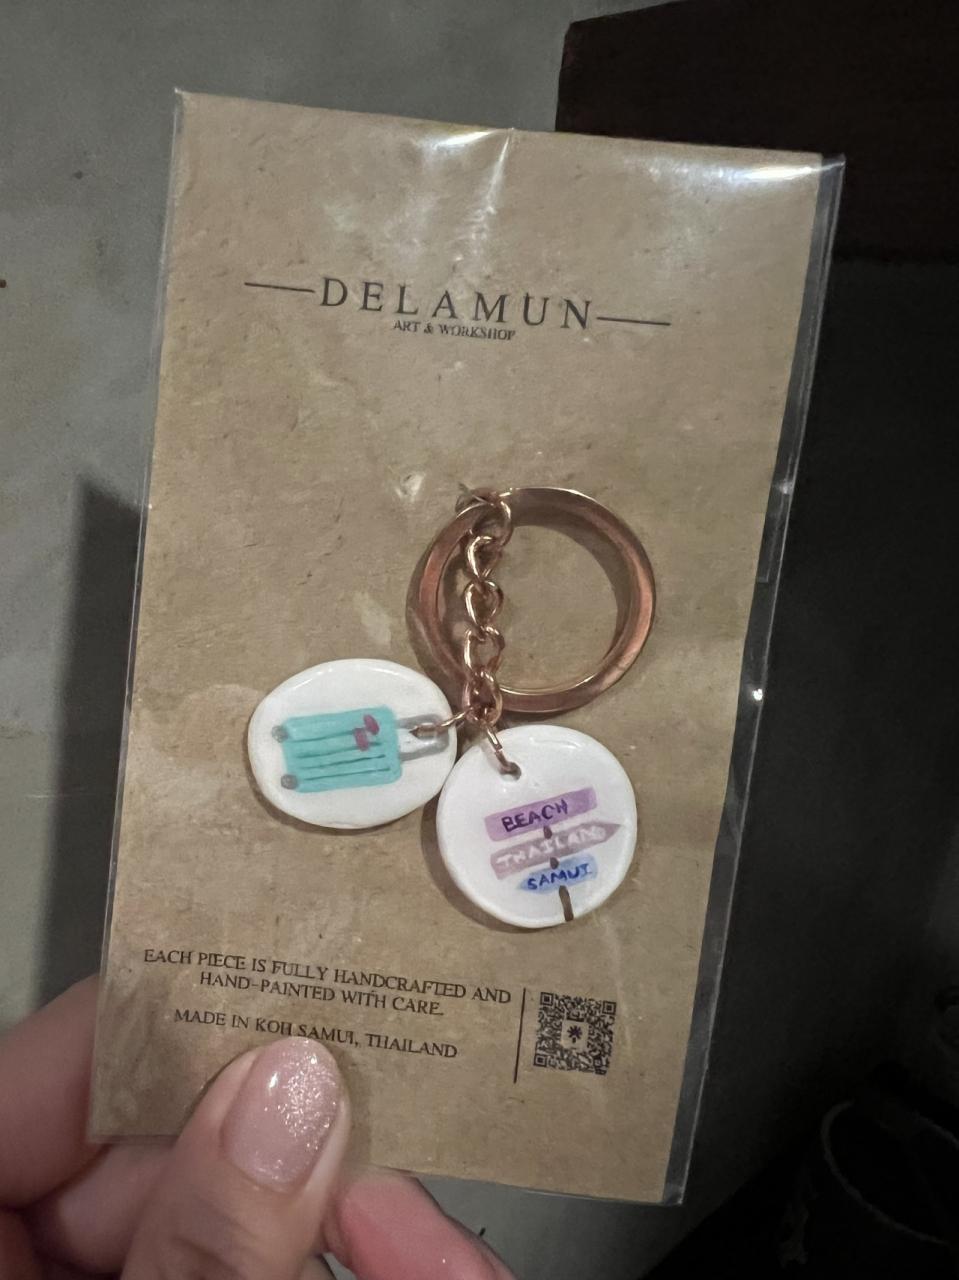 DELAMUN
ART & WORKSHOP
BEACH
THAILAND
SAMUI
EACH PIECE IS FULLY HANDCRAFTED AND
HAND-PAINTED WITH CARE.
MADE IN KOH SAMUI, THAILAND